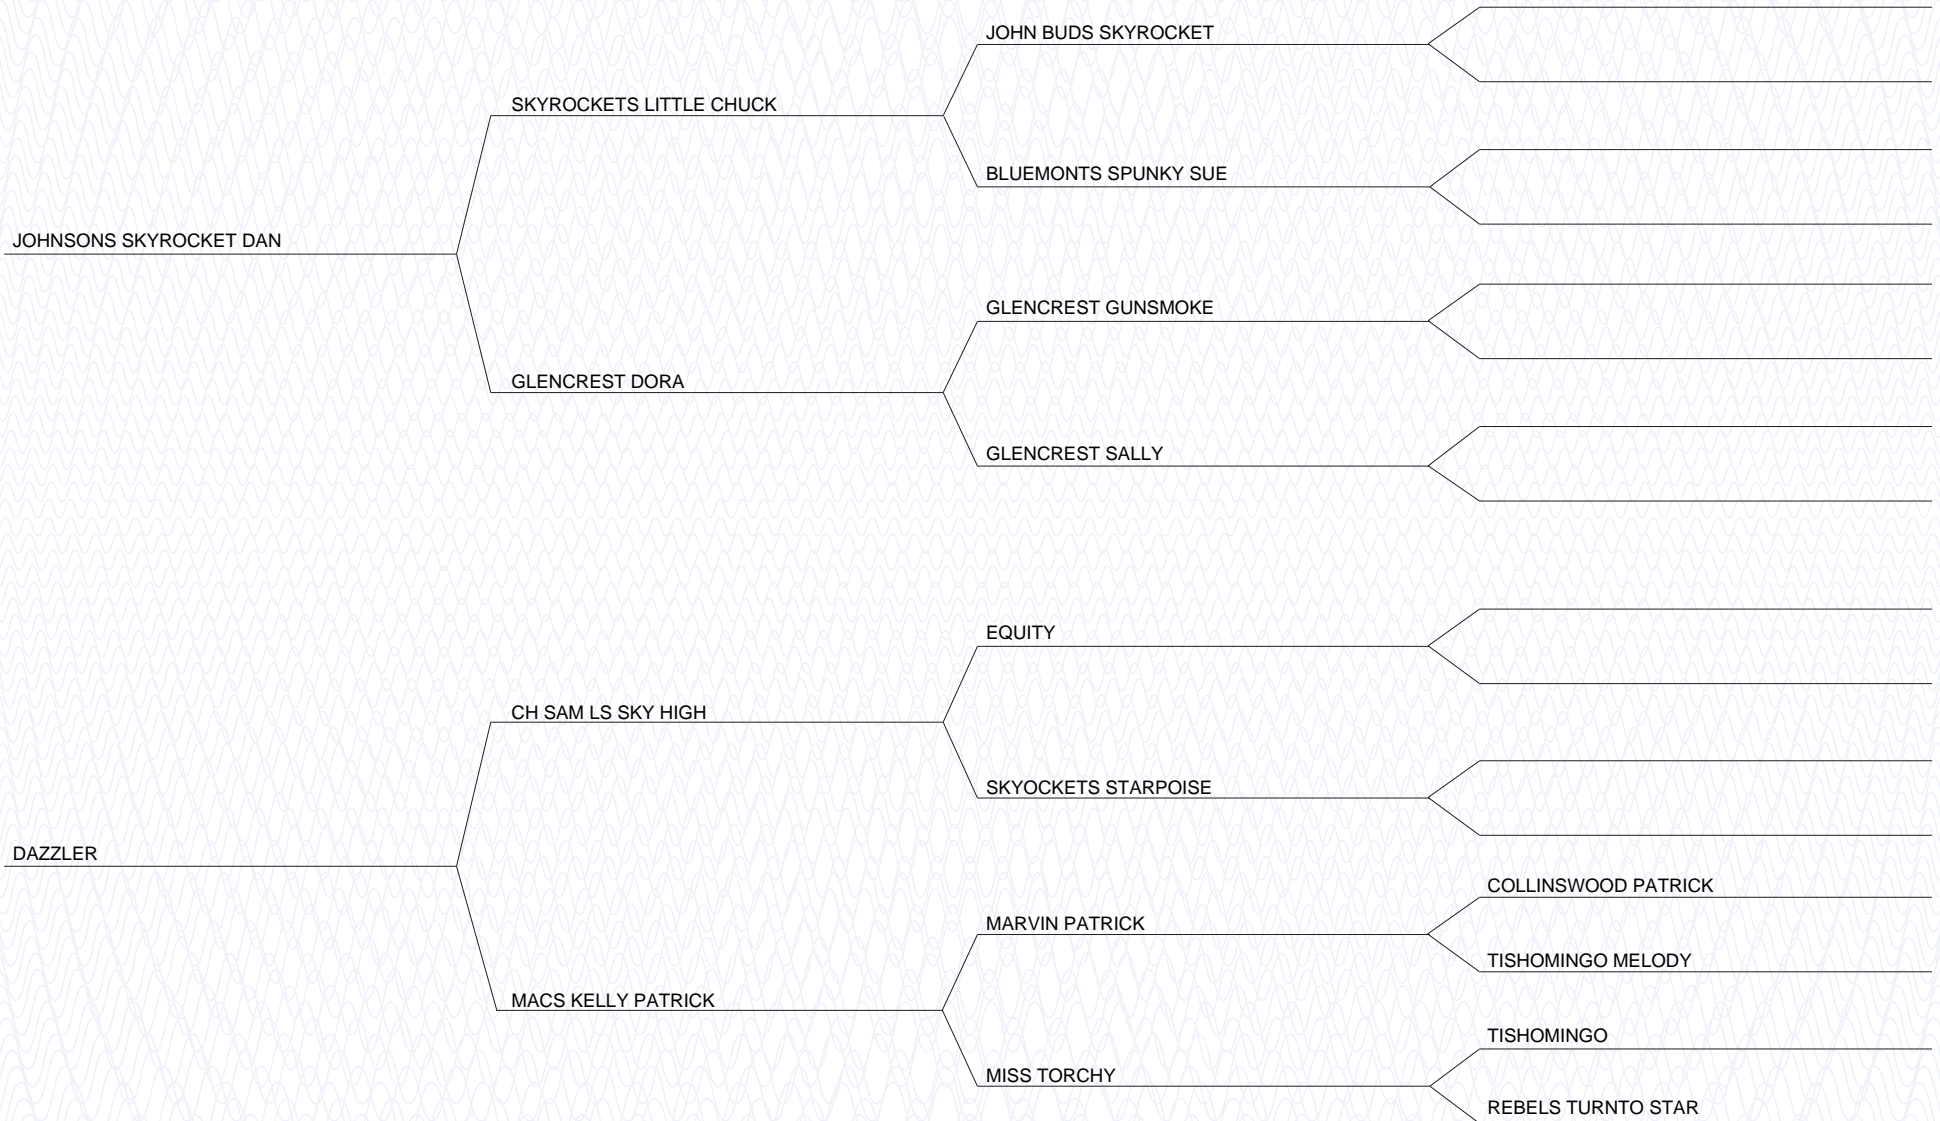 JOHN BUDS SKYROCKET
SKYROCKETS LITTLE CHUCK
BLUEMONTS SPUNKY SUE
JOHNSONS SKYROCKET DAN
GLENCREST GUNSMOKE
GLENCREST DORA
GLENCREST SALLY
EQUITY
CH SAM LS SKY HIGH
SKYOCKETS STARPOISE
DAZZLER
COLLINSWOOD PATRICK
MARVIN PATRICK
TISHOMINGO MELODY
MACS KELLY PATRICK
TISHOMINGO
MISS TORCHY
REBELS TURNTO STAR